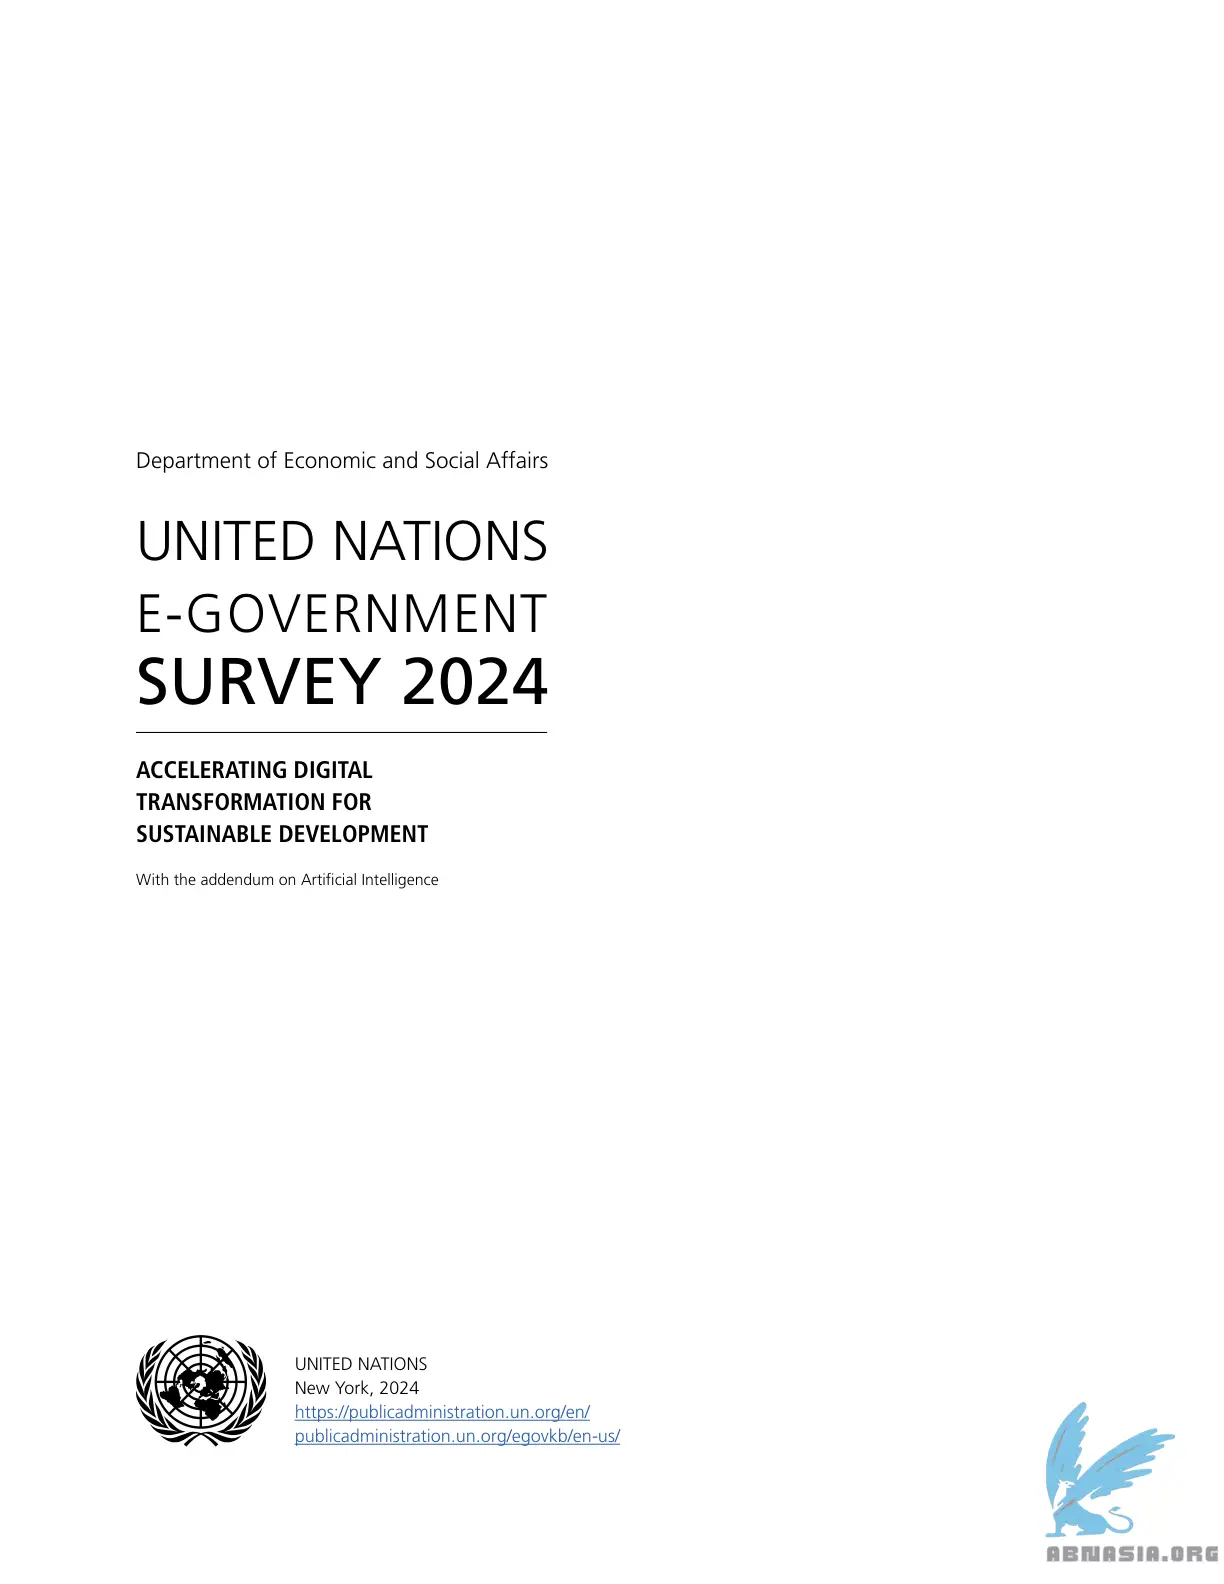 Department of Economic and Social Affairs
UNITED NATIONS
E-GOVERNMENT
SURVEY 2024
ACCELERATING DIGITAL
TRANSFORMATION FOR
SUSTAINABLE DEVELOPMENT
With the addendum on Artificial Intelligence
UNITED NATIONS
New York, 2024
https://publicadministration.un.org/en/
publicadministration.un.org/egovkb/en-us/
ABNASIA.ORG